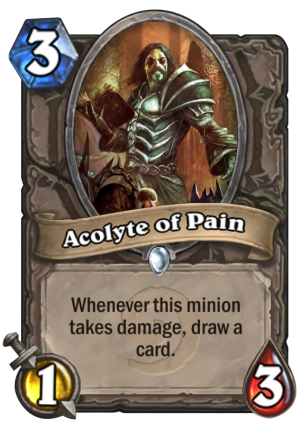 3
Acolyte of Pain
Whenever this minion
takes damage, draw a
card.
1
3